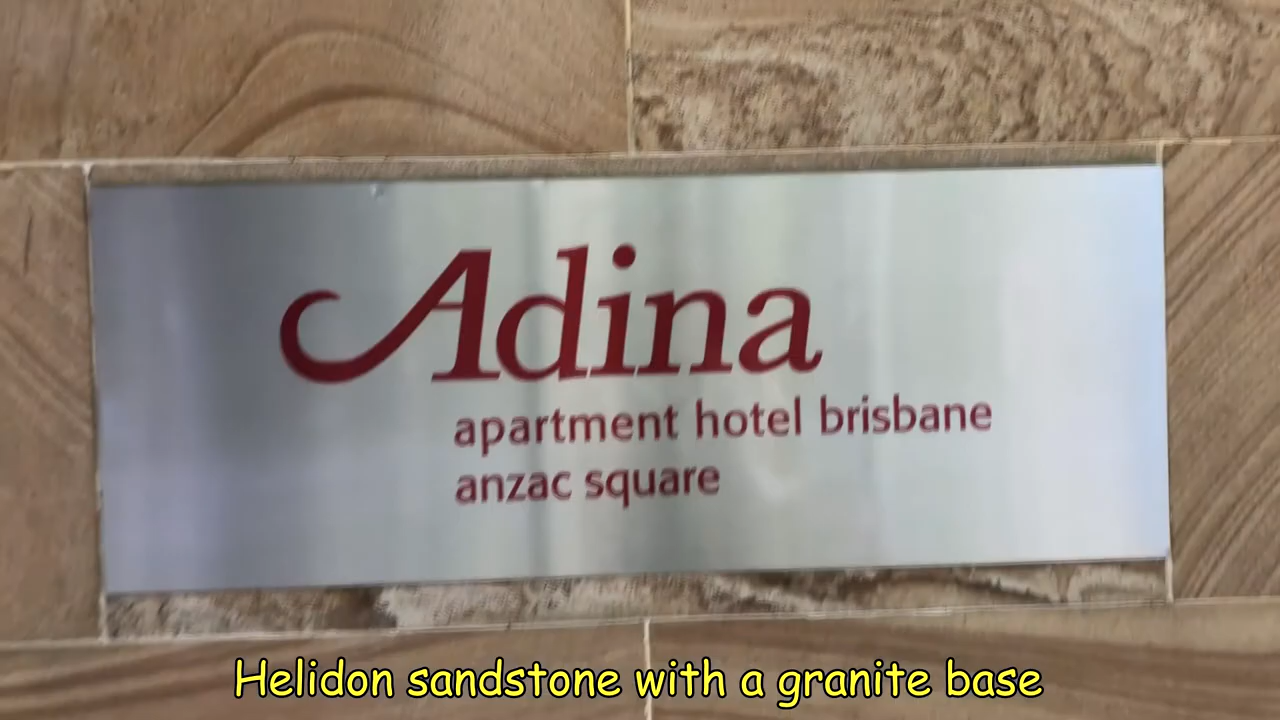 Adina
apartment hotel brisbane
anzac square
Helidon sandstone with a granite base